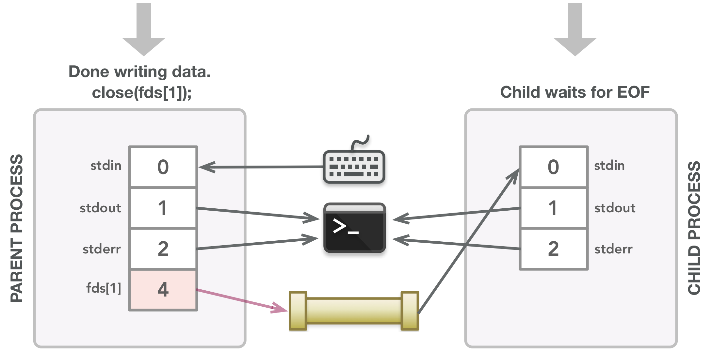 Done writing data.
close(fds[1]);
Child waits for EOF
PARENT PROCESS
stdin 0
stdout 1
stderr 2
fds[1] 4
>_
0 stdin
1 stdout
2 stderr
CHILD PROCESS